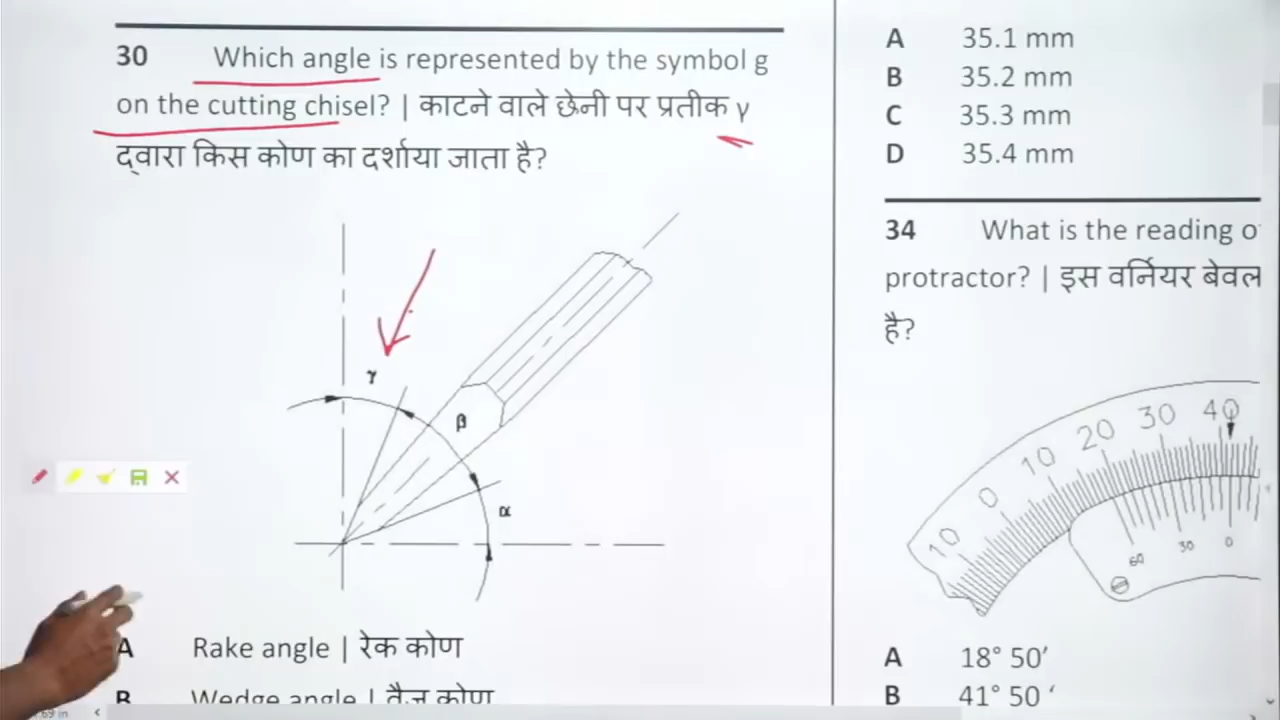 30 Which angle is represented by the symbol g
on the cutting chisel? | काटने वाले छेनी पर प्रतीक γ
द्वारा किस कोण का दर्शाया जाता है?
γ
β
α
A Rake angle | रेक कोण
B Wedge angle | वैज कोण
A 35.1 mm
B 35.2 mm
C 35.3 mm
D 35.4 mm
34 What is the reading o
protractor? | इस वर्नियर बेवल
है?
10 0 10 20 30 40
60 30 0
A 18° 50′
B 41° 50 ‘